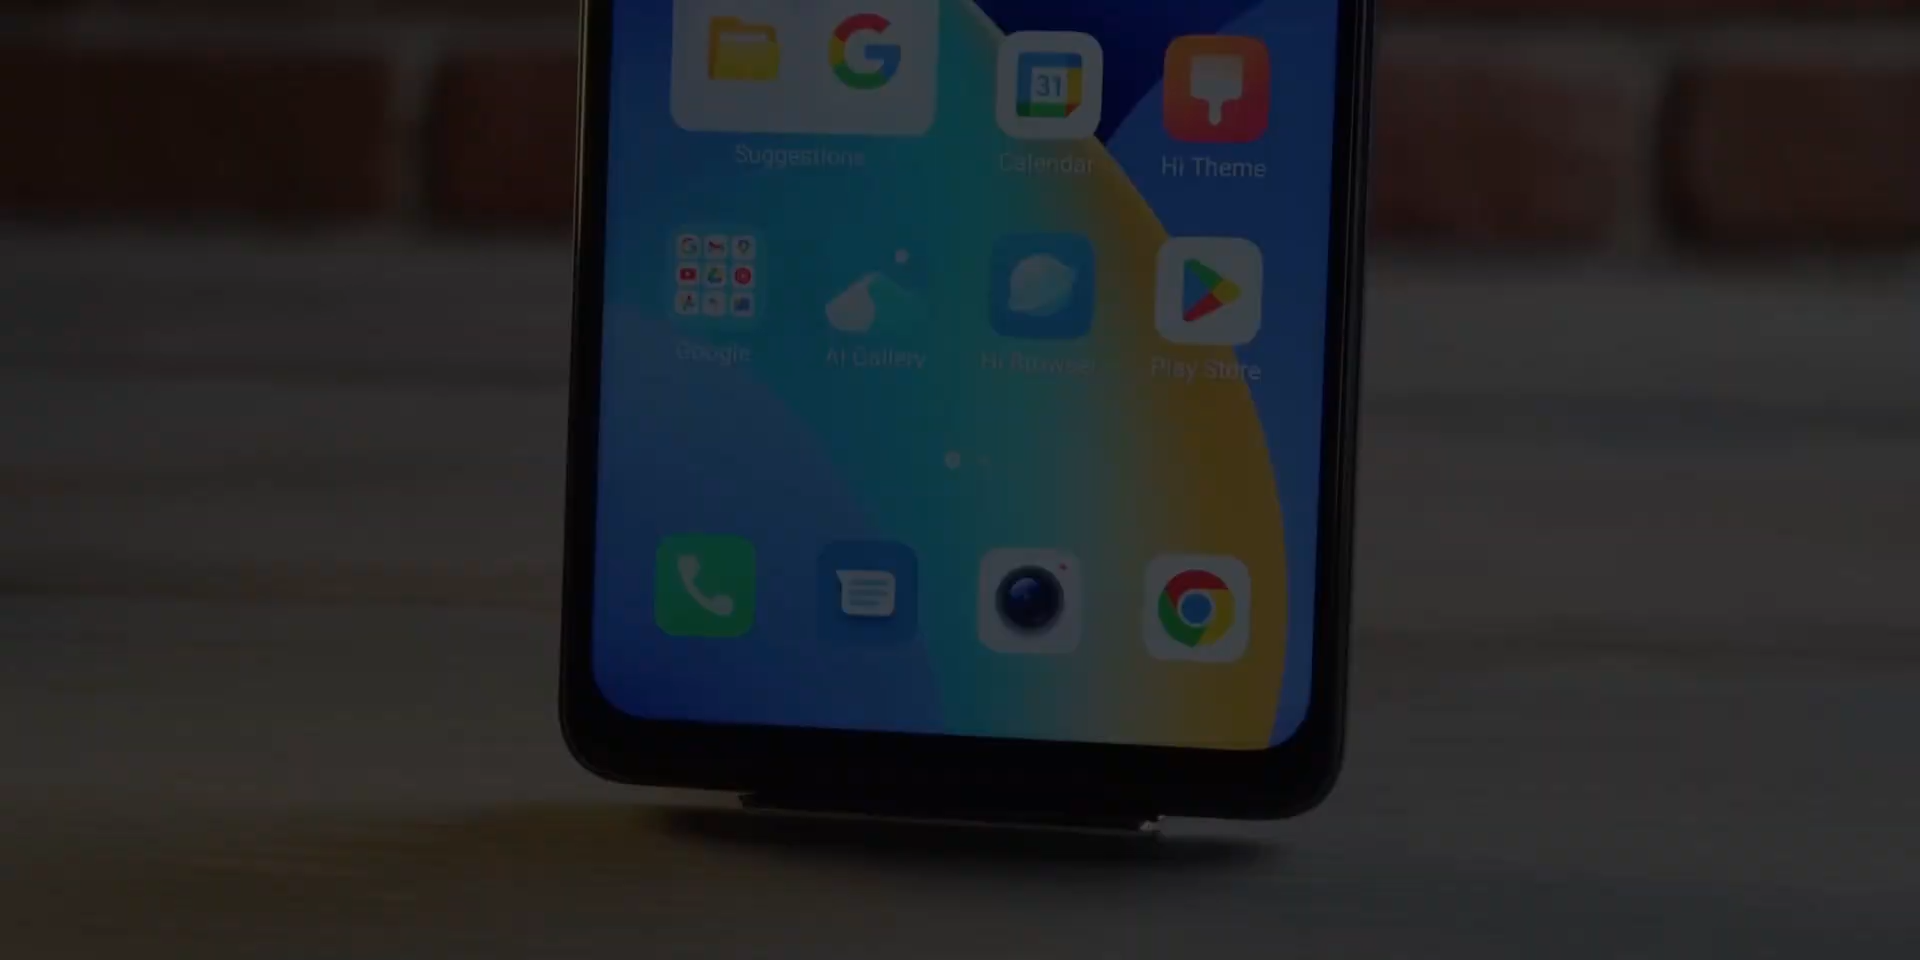 31
Suggestions
Calendar
Hi Theme
Google
AI Gallery
Hi Browser
Play Store